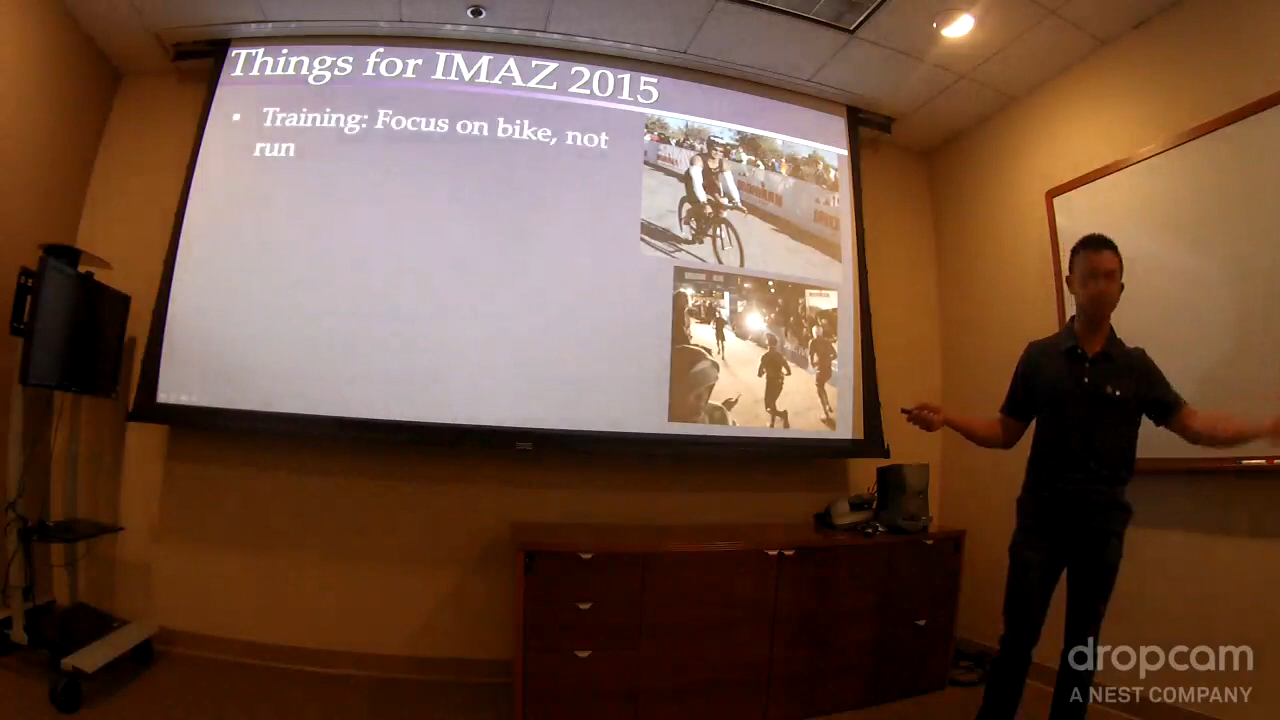 Things for IMAZ 2015
▪ Training: Focus on bike, not
run
dropcam
A NEST COMPANY